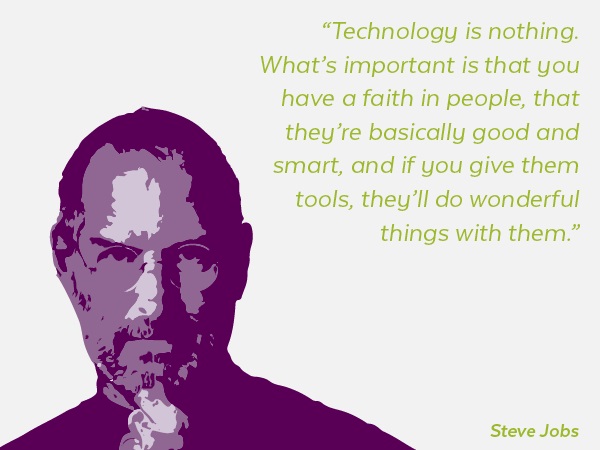 “Technology is nothing.
What’s important is that you
have a faith in people, that
they’re basically good and
smart, and if you give them
tools, they’ll do wonderful
things with them.”
Steve Jobs